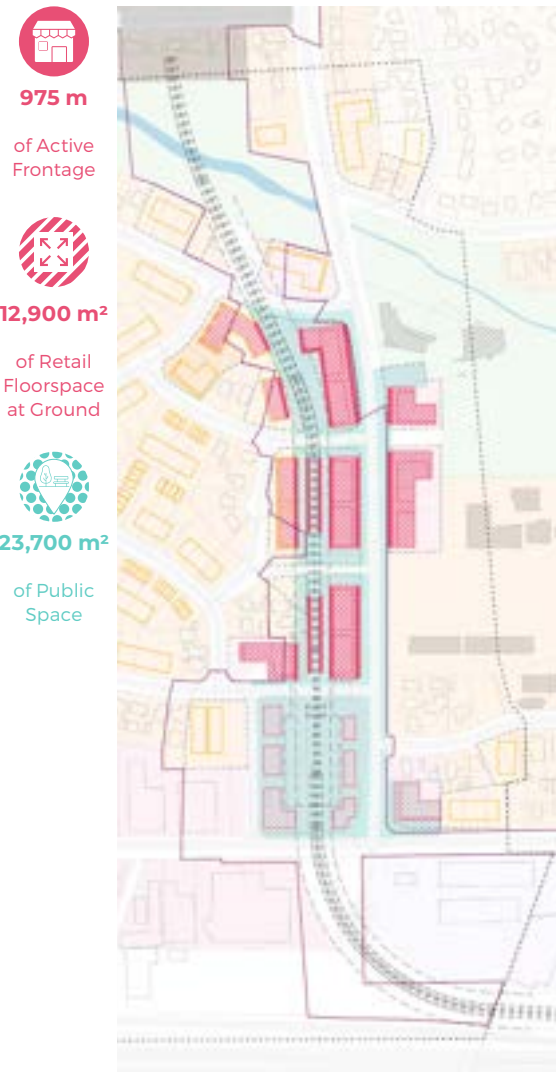 975 m
of Active
Frontage
12,900 m²
of Retail
Floorspace
at Ground
23,700 m²
of Public
Space